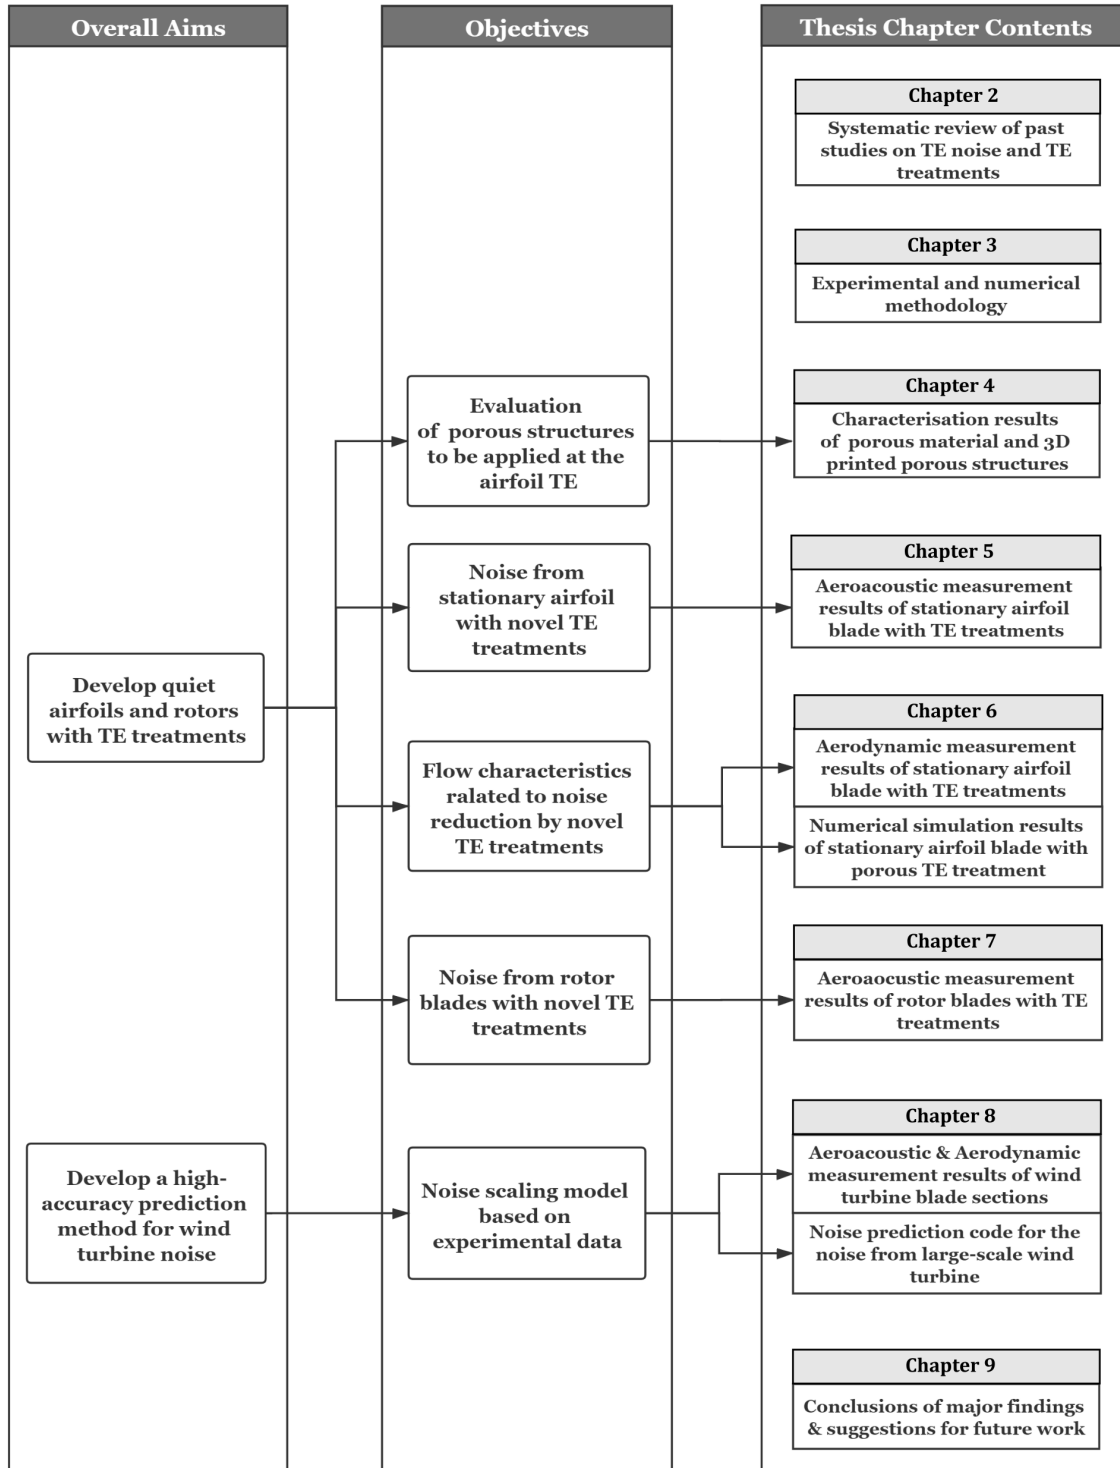 Overall Aims
Objectives
Thesis Chapter Contents
Chapter 2
Systematic review of past
studies on TE noise and TE
treatments
Chapter 3
Experimental and numerical
methodology
Evaluation
of porous structures
to be applied at the
airfoil TE
Chapter 4
Characterisation results
of porous material and 3D
printed porous structures
Noise from
stationary airfoil
with novel TE
treatments
Chapter 5
Aeroacoustic measurement
results of stationary airfoil
blade with TE treatments
Develop quiet
airfoils and rotors
with TE treatments
Flow characteristics
ralated to noise
reduction by novel
TE treatments
Chapter 6
Aerodynamic measurement
results of stationary airfoil
blade with TE treatments
Numerical simulation results
of stationary airfoil blade with
porous TE treatment
Noise from rotor
blades with novel TE
treatments
Chapter 7
Aeroaocustic measurement
results of rotor blades with TE
treatments
Develop a high-
accuracy prediction
method for wind
turbine noise
Noise scaling model
based on
experimental data
Chapter 8
Aeroacoustic & Aerodynamic
measurement results of wind
turbine blade sections
Noise prediction code for the
noise from large-scale wind
turbine
Chapter 9
Conclusions of major findings
& suggestions for future work